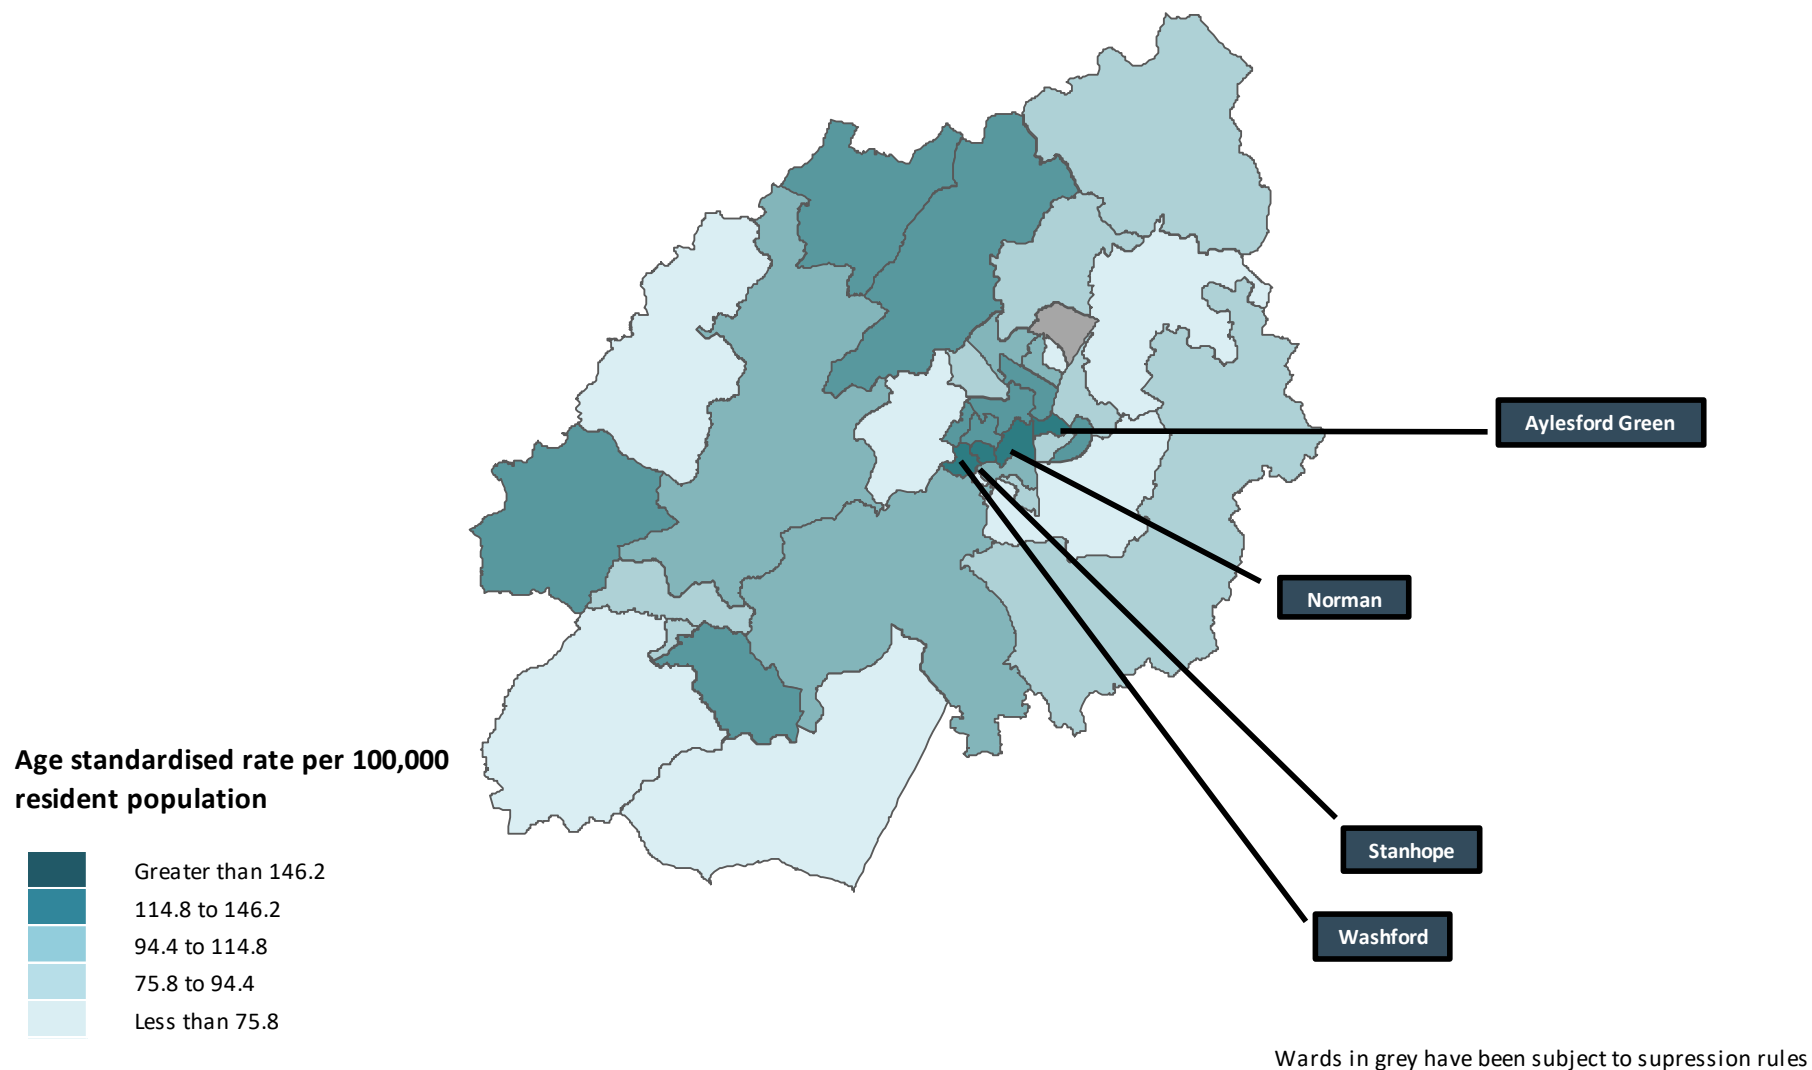 Aylesford Green
Norman
Stanhope
Washford
Age standardised rate per 100,000
resident population
Greater than 146.2
114.8 to 146.2
94.4 to 114.8
75.8 to 94.4
Less than 75.8
Wards in grey have been subject to supression rules